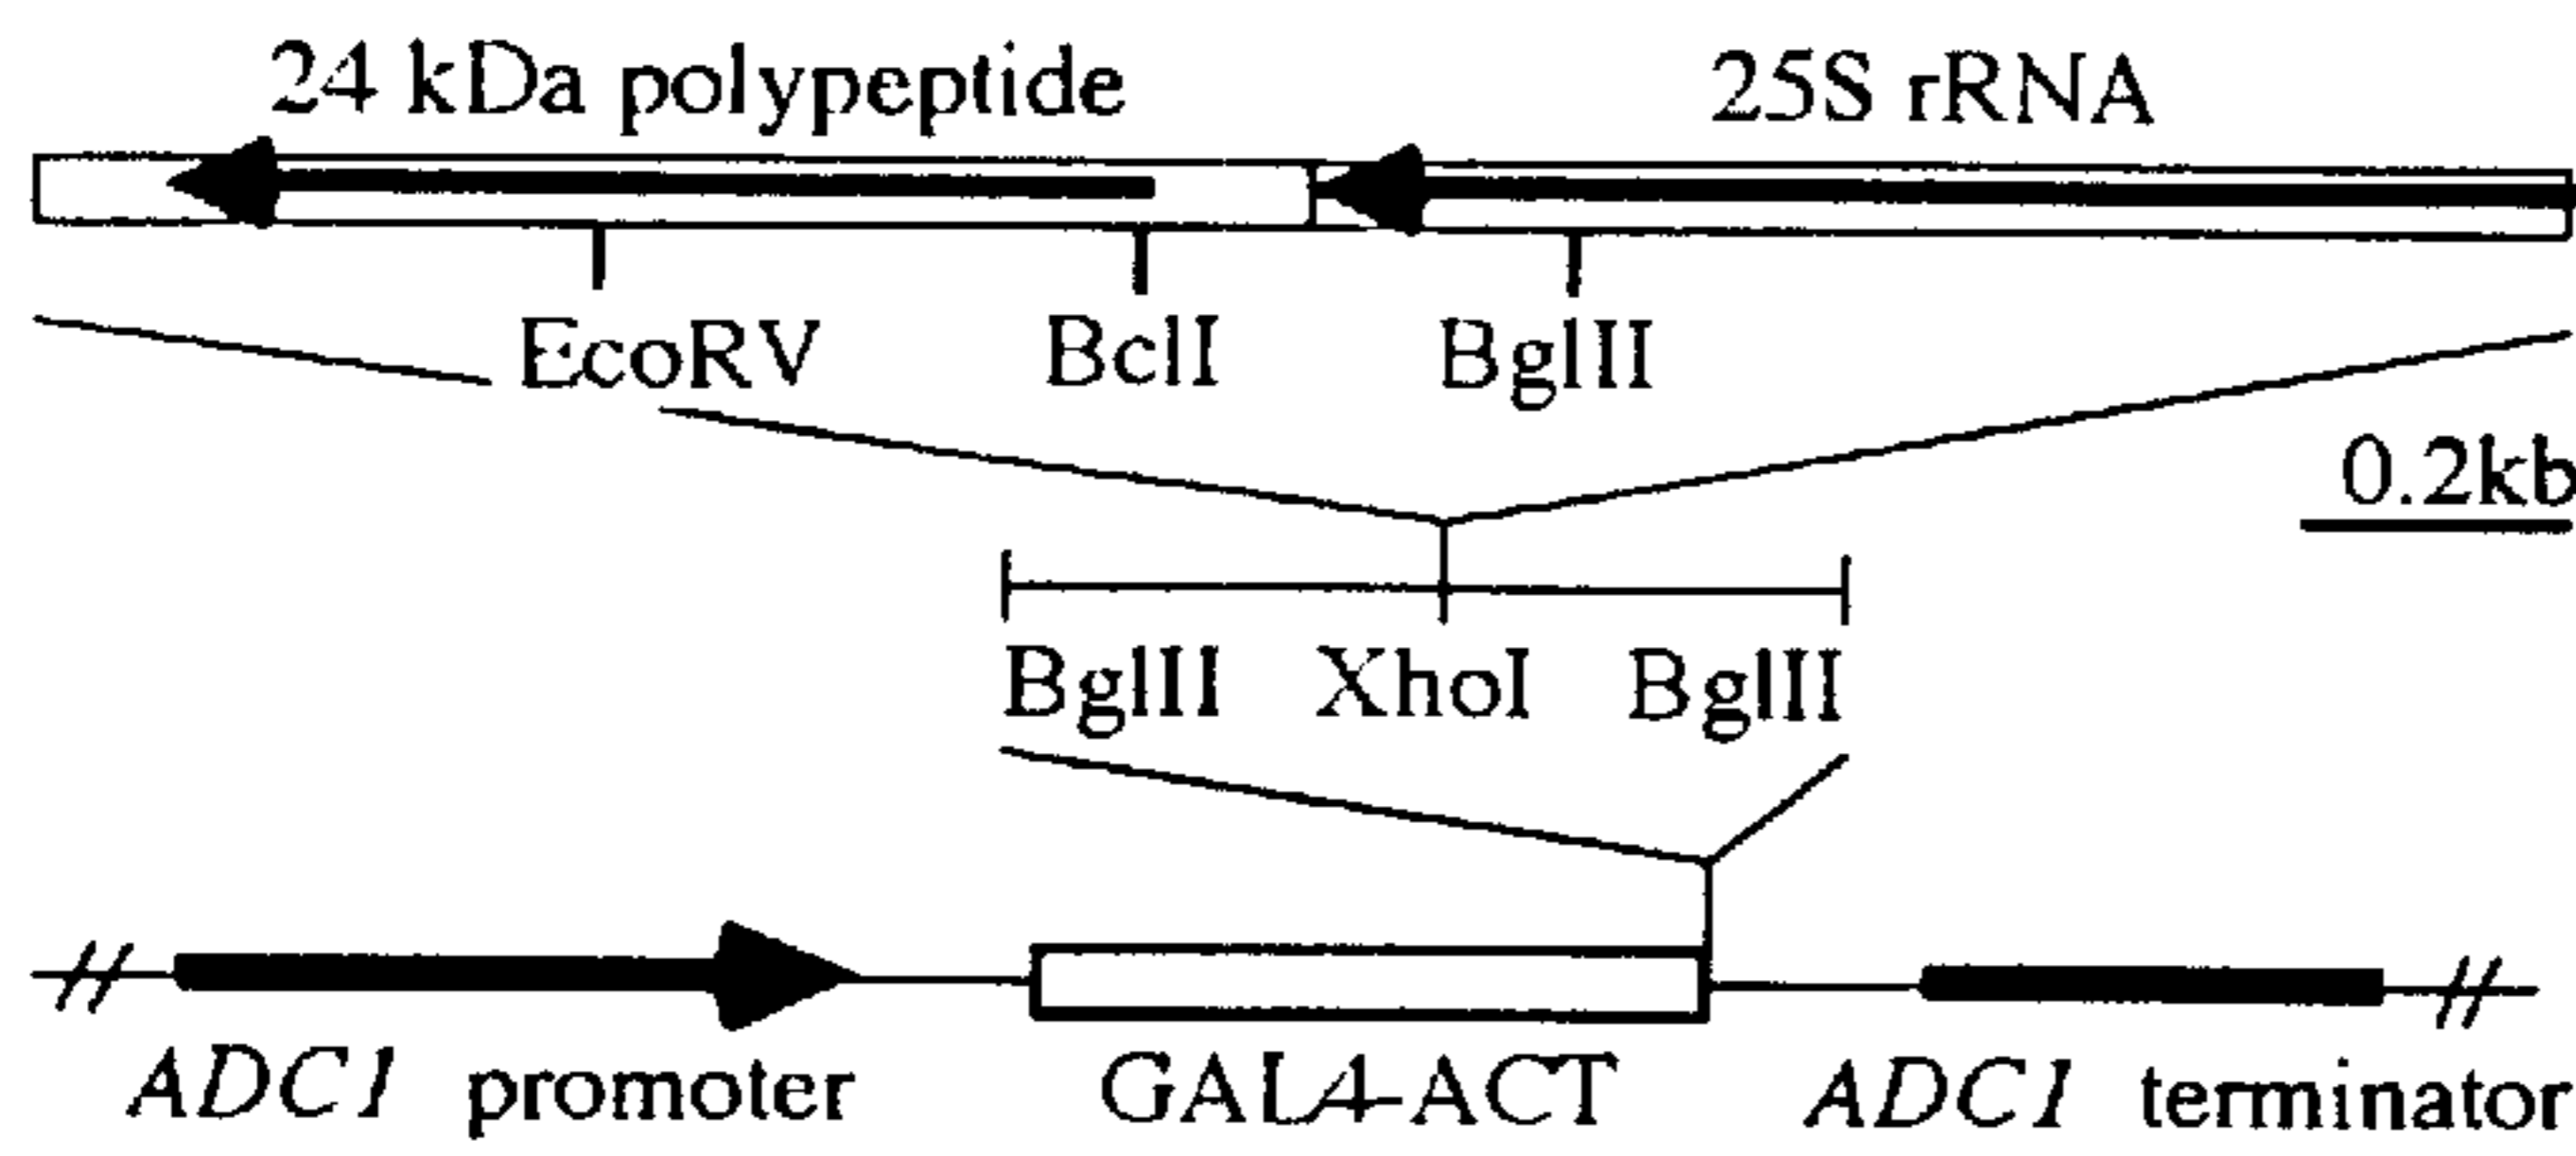 24 kDa polypeptide 25S rRNA
EcoRV BclI BglII
0.2kb
BglII XhoI BglII
ADC1 promoter GAL4-ACT ADC1 terminator